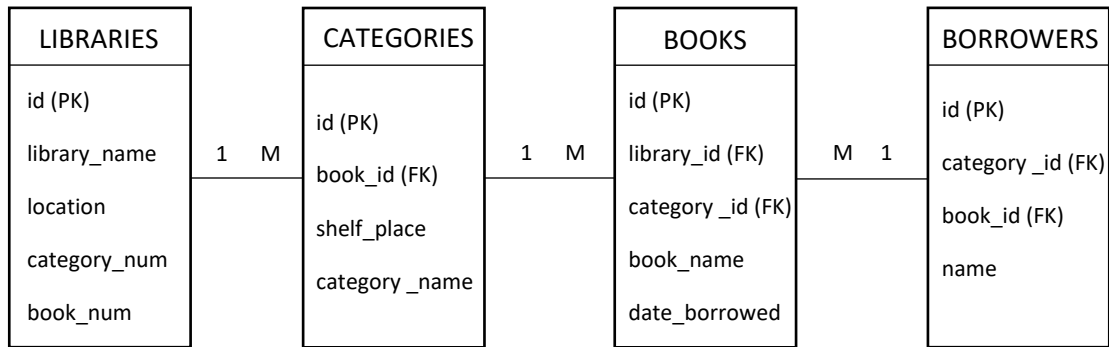 LIBRARIES
id (PK)
library_name
location
category_num
book_num
1 M
CATEGORIES
id (PK)
book_id (FK)
shelf_place
category _name
1 M
BOOKS
id (PK)
library_id (FK)
category _id (FK)
book_name
date_borrowed
M 1
BORROWERS
id (PK)
category _id (FK)
book_id (FK)
name